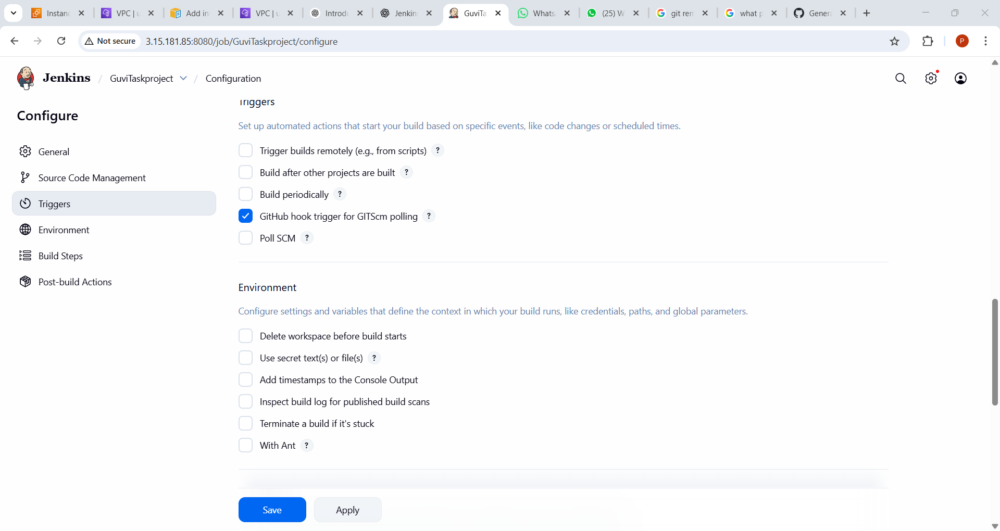 Instanc
VPC | u
Add in
VPC | u
Introdu
Jenkins
GuviTa
Whats
(25) W
git rem
what p
Genera
Not secure
3.15.181.85:8080/job/GuviTaskproject/configure
P
Jenkins / GuviTaskproject / Configuration
Configure
General
Source Code Management
Triggers
Environment
Build Steps
Post-build Actions
Triggers
Set up automated actions that start your build based on specific events, like code changes or scheduled times.
Trigger builds remotely (e.g., from scripts) ?
Build after other projects are built ?
Build periodically ?
GitHub hook trigger for GITScm polling ?
Poll SCM ?
Environment
Configure settings and variables that define the context in which your build runs, like credentials, paths, and global parameters.
Delete workspace before build starts
Use secret text(s) or file(s) ?
Add timestamps to the Console Output
Inspect build log for published build scans
Terminate a build if it's stuck
With Ant ?
Save
Apply